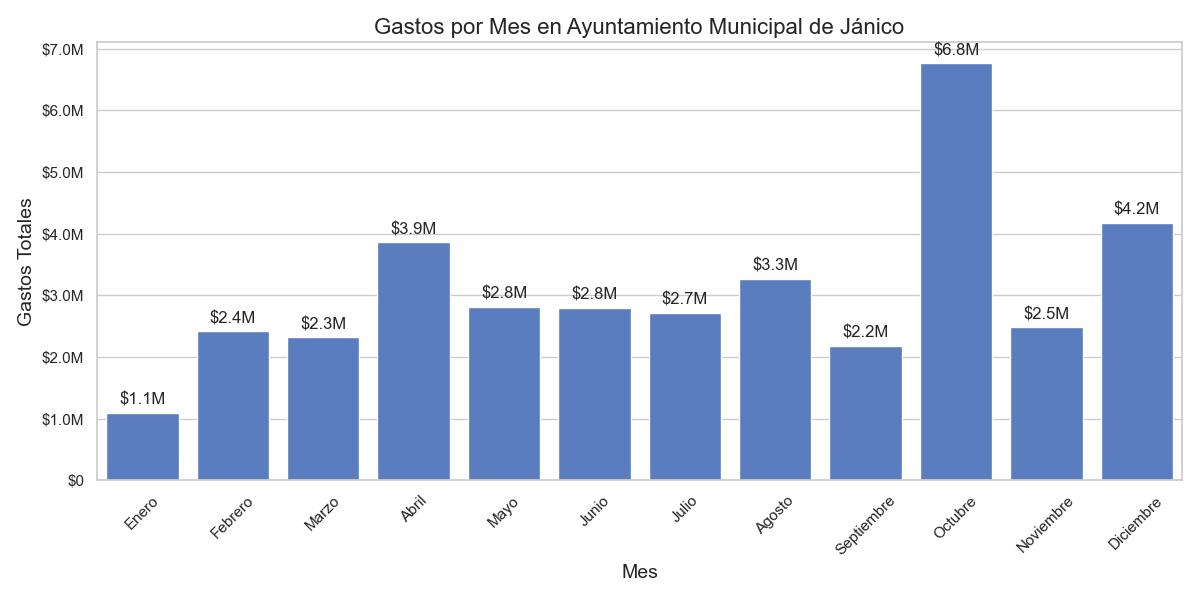 Gastos por Mes en Ayuntamiento Municipal de Jánico
Gastos Totales
$7.0M
$6.0M
$5.0M
$4.0M
$3.0M
$2.0M
$1.0M
$0
$1.1M
$2.4M
$2.3M
$3.9M
$2.8M
$2.8M
$2.7M
$3.3M
$2.2M
$6.8M
$2.5M
$4.2M
Enero
Febrero
Marzo
Abril
Mayo
Junio
Julio
Agosto
Septiembre
Octubre
Noviembre
Diciembre
Mes